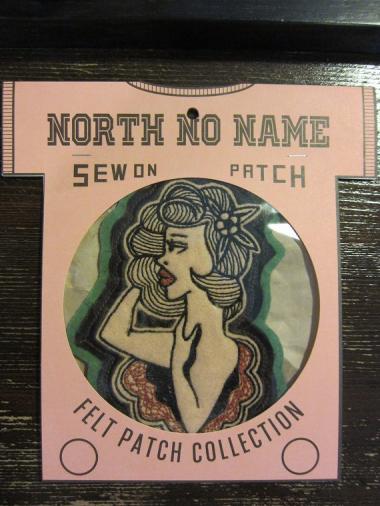 NORTH NO NAME
SEW ON PATCH
FELT PATCH COLLECTION